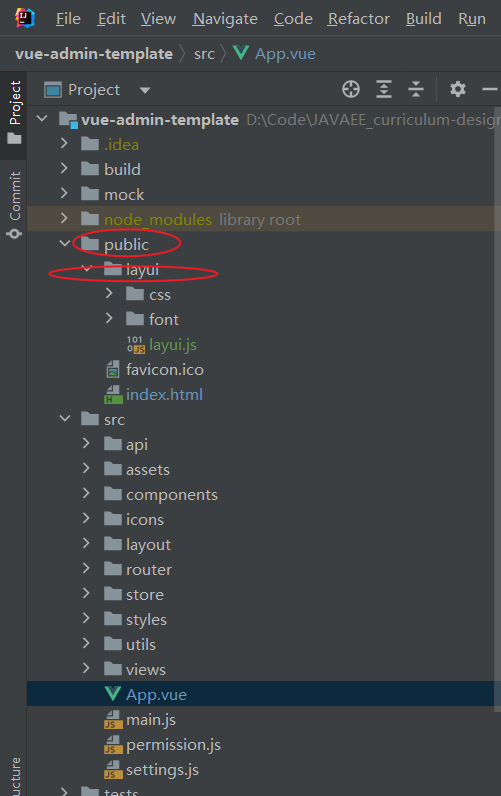 File Edit View Navigate Code Refactor Build Run
vue-admin-template src App.vue
Project
Project
Commit
vue-admin-template D:\Code\JAVAEE_curriculum-desig
.idea
build
mock
node_modules library root
public
layui
css
font
layui.js
favicon.ico
index.html
src
api
assets
components
icons
layout
router
store
styles
utils
views
App.vue
main.js
permission.js
settings.js
tests
ucture